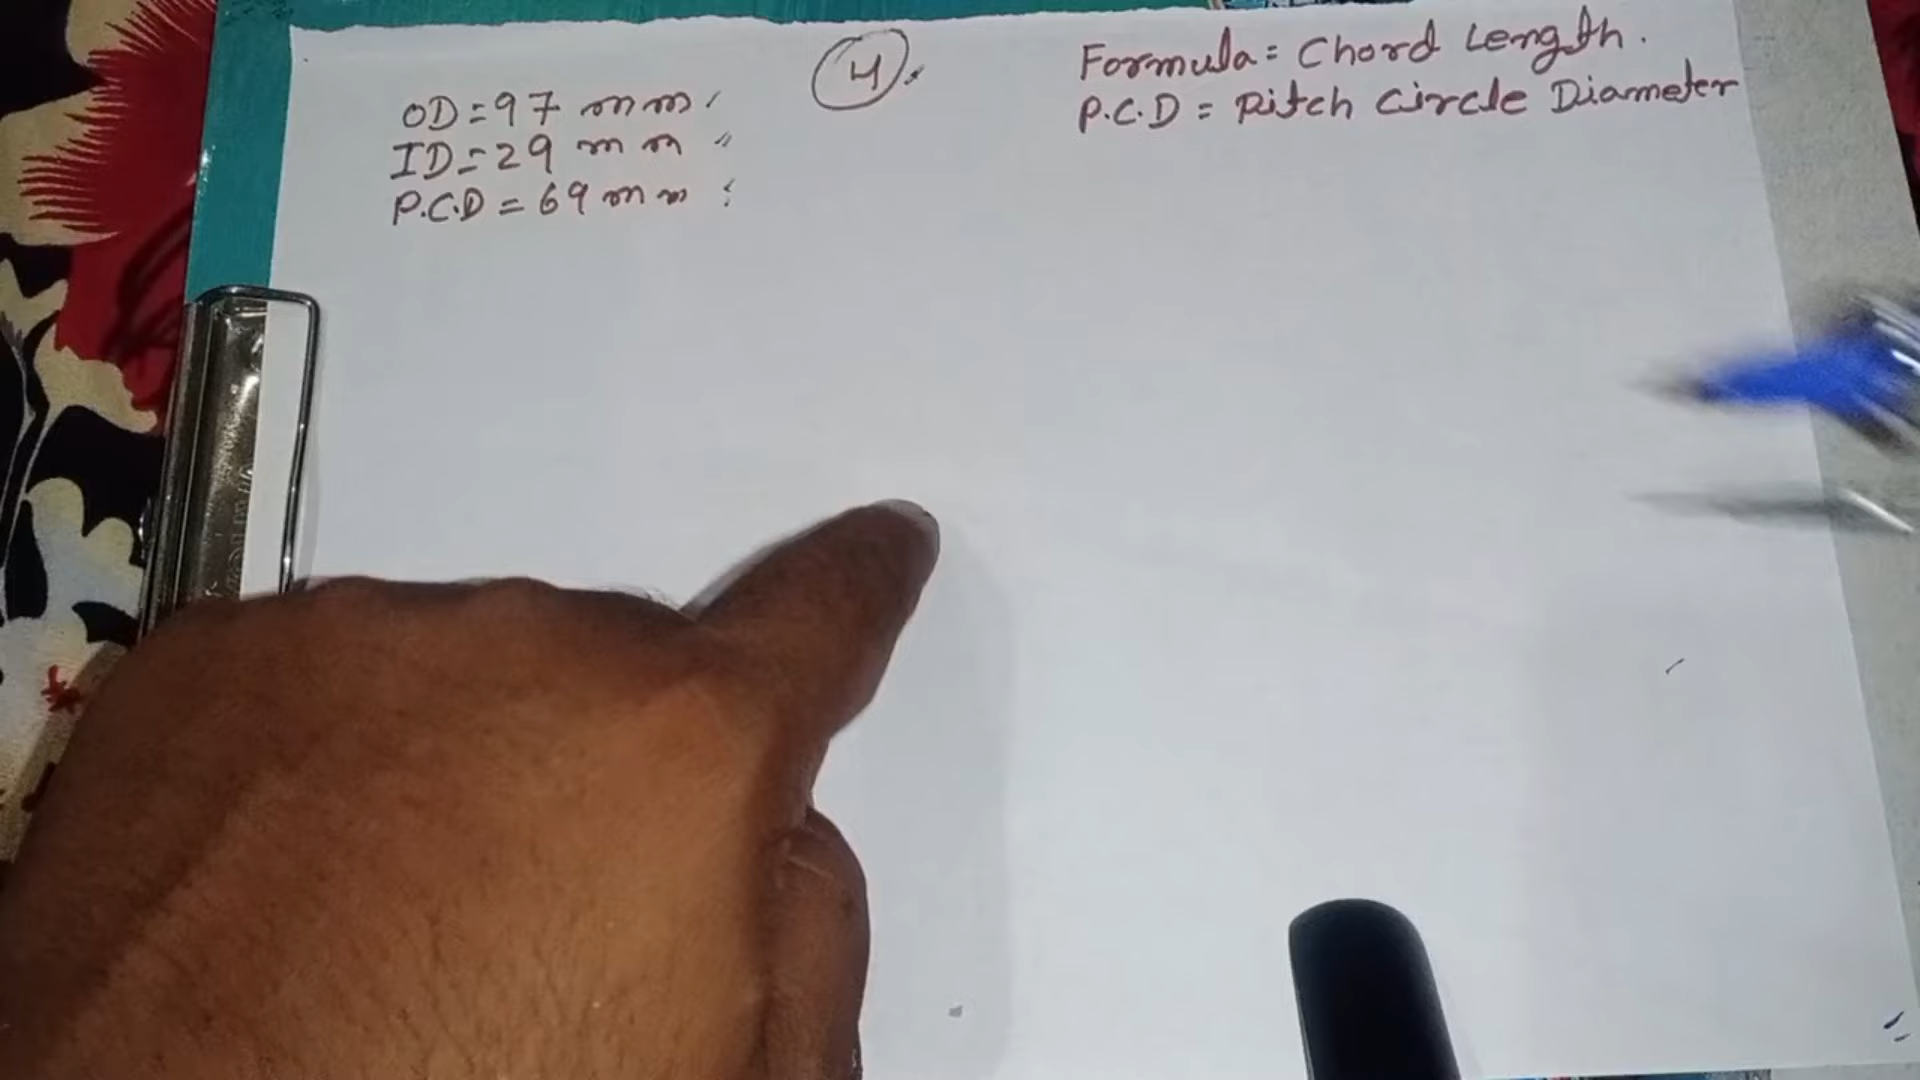 4
OD=97 mm
ID=29 mm
P.C.D=69 mm
Formula= Chord Length.
P.C.D = Pitch Circle Diameter